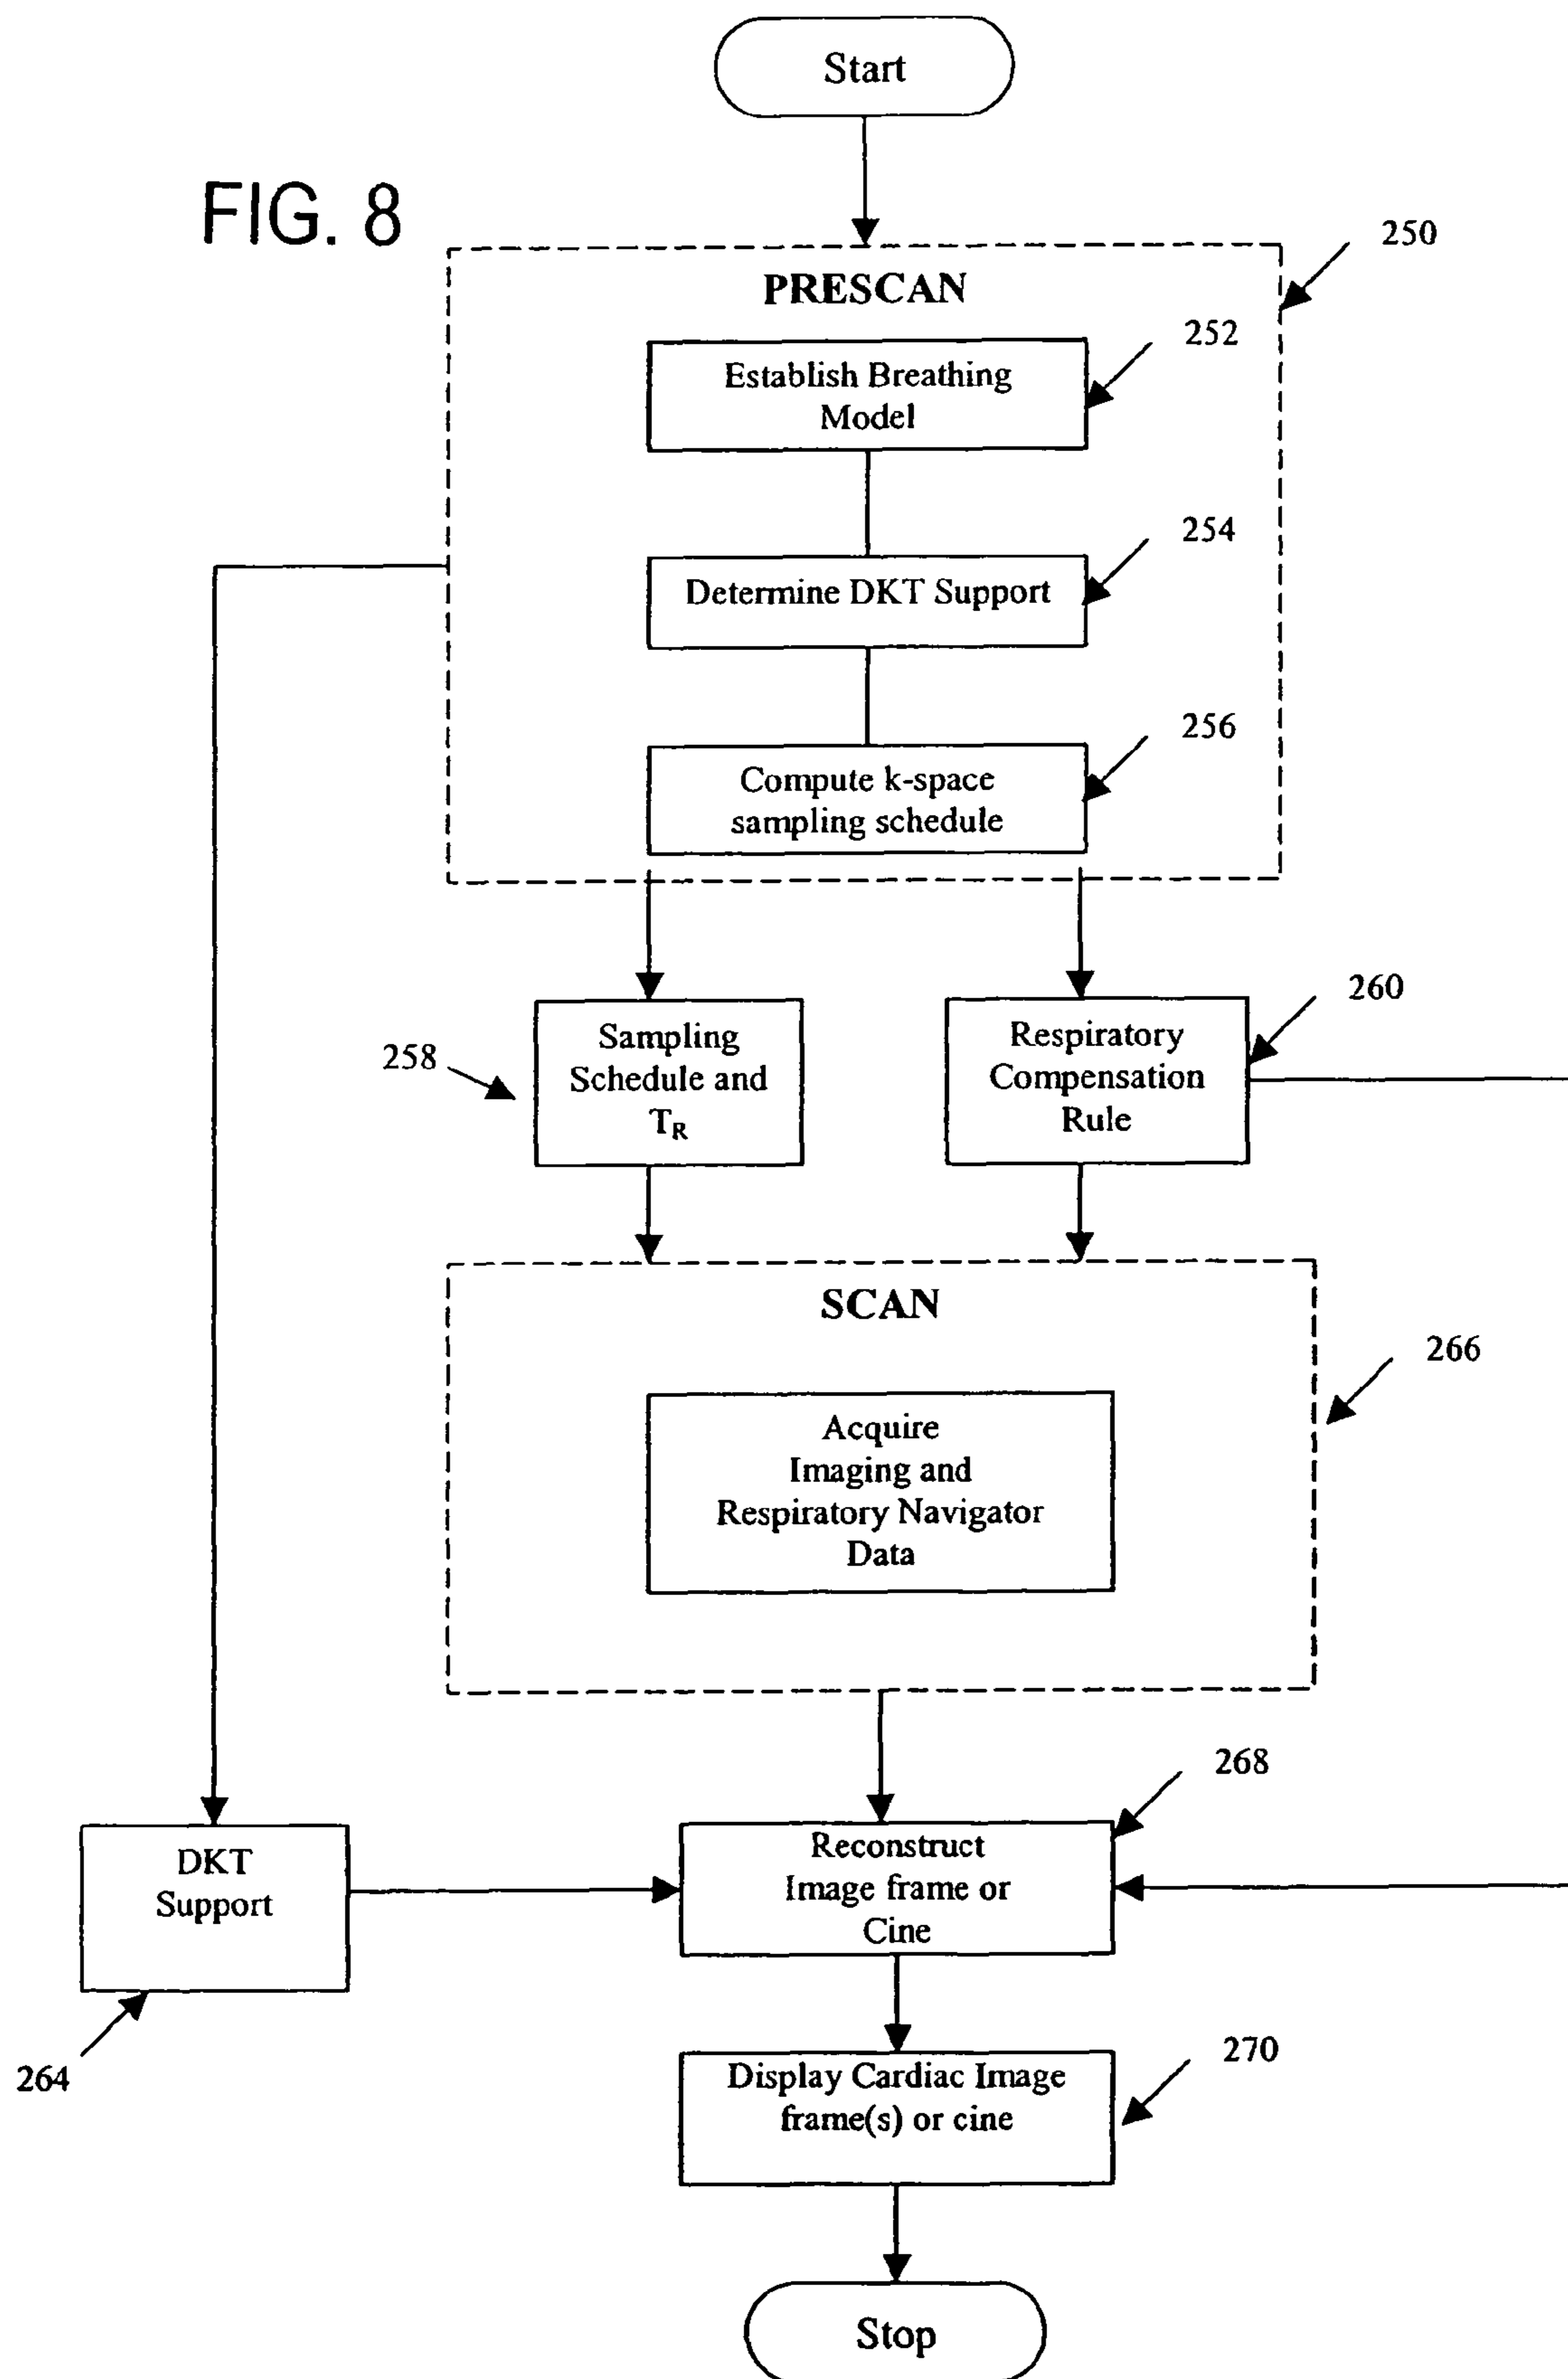 Start
FIG. 8
250
PRESCAN
252
Establish Breathing
Model
254
Determine DKT Support
256
Compute k-space
sampling schedule
258
Sampling
Schedule and
TR
260
Respiratory
Compensation
Rule
SCAN
266
Acquire
Imaging and
Respiratory Navigator
Data
268
DKT
Support
264
Reconstruct
Image frame or
Cine
270
Display Cardiac Image
frame(s) or cine
Stop